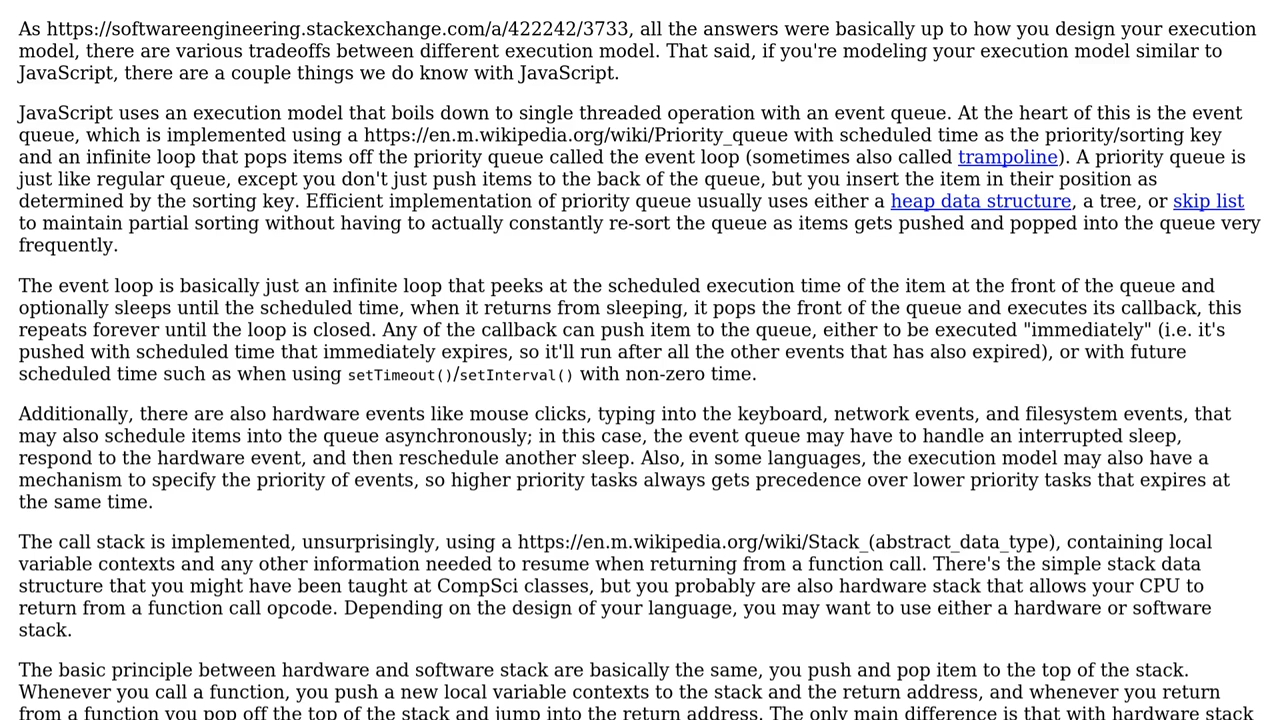 As https://softwareengineering.stackexchange.com/a/422242/3733, all the answers were basically up to how you design your execution
model, there are various tradeoffs between different execution model. That said, if you're modeling your execution model similar to
JavaScript, there are a couple things we do know with JavaScript.
JavaScript uses an execution model that boils down to single threaded operation with an event queue. At the heart of this is the event
queue, which is implemented using a https://en.m.wikipedia.org/wiki/Priority_queue with scheduled time as the priority/sorting key
and an infinite loop that pops items off the priority queue called the event loop (sometimes also called trampoline). A priority queue is
just like regular queue, except you don't just push items to the back of the queue, but you insert the item in their position as
determined by the sorting key. Efficient implementation of priority queue usually uses either a heap data structure, a tree, or skip list
to maintain partial sorting without having to actually constantly re-sort the queue as items gets pushed and popped into the queue very
frequently.
The event loop is basically just an infinite loop that peeks at the scheduled execution time of the item at the front of the queue and
optionally sleeps until the scheduled time, when it returns from sleeping, it pops the front of the queue and executes its callback, this
repeats forever until the loop is closed. Any of the callback can push item to the queue, either to be executed "immediately" (i.e. it's
pushed with scheduled time that immediately expires, so it'll run after all the other events that has also expired), or with future
scheduled time such as when using setTimeout()/setInterval() with non-zero time.
Additionally, there are also hardware events like mouse clicks, typing into the keyboard, network events, and filesystem events, that
may also schedule items into the queue asynchronously; in this case, the event queue may have to handle an interrupted sleep,
respond to the hardware event, and then reschedule another sleep. Also, in some languages, the execution model may also have a
mechanism to specify the priority of events, so higher priority tasks always gets precedence over lower priority tasks that expires at
the same time.
The call stack is implemented, unsurprisingly, using a https://en.m.wikipedia.org/wiki/Stack_(abstract_data_type), containing local
variable contexts and any other information needed to resume when returning from a function call. There's the simple stack data
structure that you might have been taught at CompSci classes, but you probably are also hardware stack that allows your CPU to
return from a function call opcode. Depending on the design of your language, you may want to use either a hardware or software
stack.
The basic principle between hardware and software stack are basically the same, you push and pop item to the top of the stack.
Whenever you call a function, you push a new local variable contexts to the stack and the return address, and whenever you return
from a function you pop off the top of the stack and jump into the return address. The only main difference is that with hardware stack